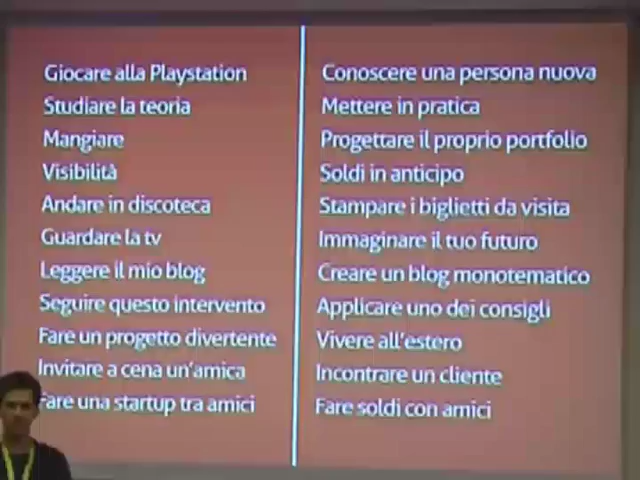 Giocare alla Playstation
Studiare la teoria
Mangiare
Visibilità
Andare in discoteca
Guardare la tv
Leggere il mio blog
Seguire questo intervento
Fare un progetto divertente
Invitare a cena un'amica
Fare una startup tra amici
Conoscere una persona nuova
Mettere in pratica
Progettare il proprio portfolio
Soldi in anticipo
Stampare i biglietti da visita
Immaginare il tuo futuro
Creare un blog monotematico
Applicare uno dei consigli
Vivere all'estero
Incontrare un cliente
Fare soldi con amici